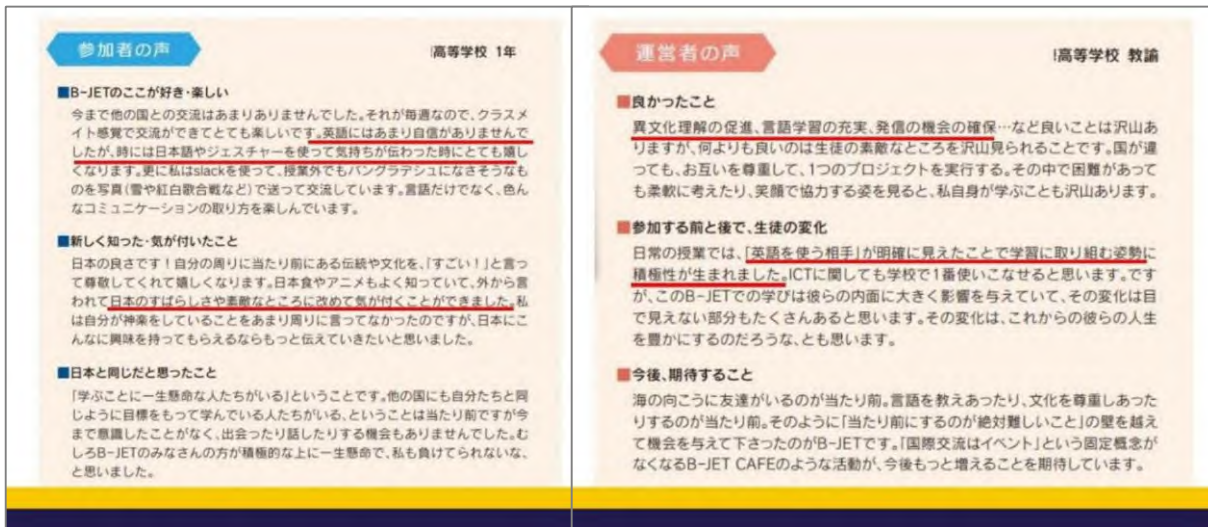 参加者の声
高等学校 1年
■B-JETのここが好き・楽しい
今まで他の国との交流はあまりありませんでした。それが毎週なので、クラスメ
イト感覚で交流ができてとても楽しいです。英語にはあまり自信がありませんで
したが、時には日本語やジェスチャーを使って気持ちが伝わった時にとても嬉し
くなります。更に私はslackを使って、授業外でもバングラデシュになさそうなも
のを写真(雪や紅白歌合戦など)で送って交流しています。言語だけでなく、色ん
なコミュニケーションの取り方を楽しんでいます。
■新しく知った・気が付いたこと
日本の良さです！自分の周りに当たり前にある伝統や文化を、「すごい！」と言っ
て尊敬してくれて嬉しくなります。日本食やアニメもよく知っていて、外から言
われて日本のすばらしさや素敵なところに改めて気が付くことができました。私
は自分が神楽をしていることをあまり周りに言ってなかったのですが、日本にこ
んなに興味を持ってもらえるならもっと伝えていきたいと思いました。
■日本と同じだと思ったこと
「学ぶことに一生懸命な人たちがいる」ということです。他の国にも自分たちと同
じように目標をもって学んでいる人たちがいる、ということは当たり前ですが今
まで意識したことがなく、出会ったり話したりする機会もありませんでした。む
しろB-JETのみなさんの方が積極的な上に一生懸命で、私も負けてられないな、
と思いました。
運営者の声
高等学校 教諭
■良かったこと
異文化理解の促進、言語学習の充実、発信の機会の確保…など良いことは沢山あ
りますが、何よりも良いのは生徒の素敵なところを沢山見られることです。国が違
っても、お互いを尊重して、1つのプロジェクトを実行する。その中で困難があって
も柔軟に考えたり、笑顔で協力する姿を見ると、私自身が学ぶことも沢山あります。
■参加する前と後で、生徒の変化
日常の授業では、「英語を使う相手」が明確に見えたことで学習に取り組む姿勢に
積極性が生まれました。ICTに関しても学校で1番使いこなせると思います。です
が、このB-JETでの学びは彼らの内面に大きく影響を与えていて、その変化は目
で見えない部分もたくさんあると思います。その変化は、これからの彼らの人生
を豊かにするのだろうな、とも思います。
■今後、期待すること
海の向こうに友達がいるのが当たり前。言語を教えあったり、文化を尊重しあった
りするのが当たり前。そのように「当たり前にするのが絶対難しいこと」の壁を越え
て機会を与えて下さったのがB-JETです。「国際交流はイベント」という固定概念が
なくなるB-JET CAFEのような活動が、今後もっと増えることを期待しています。